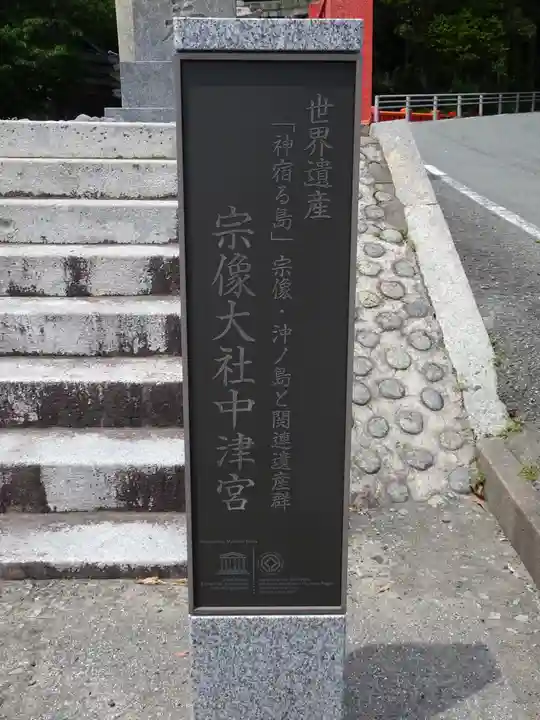 世界遺産
「神宿る島」宗像・沖ノ島と関連遺産群
宗像大社中津宮